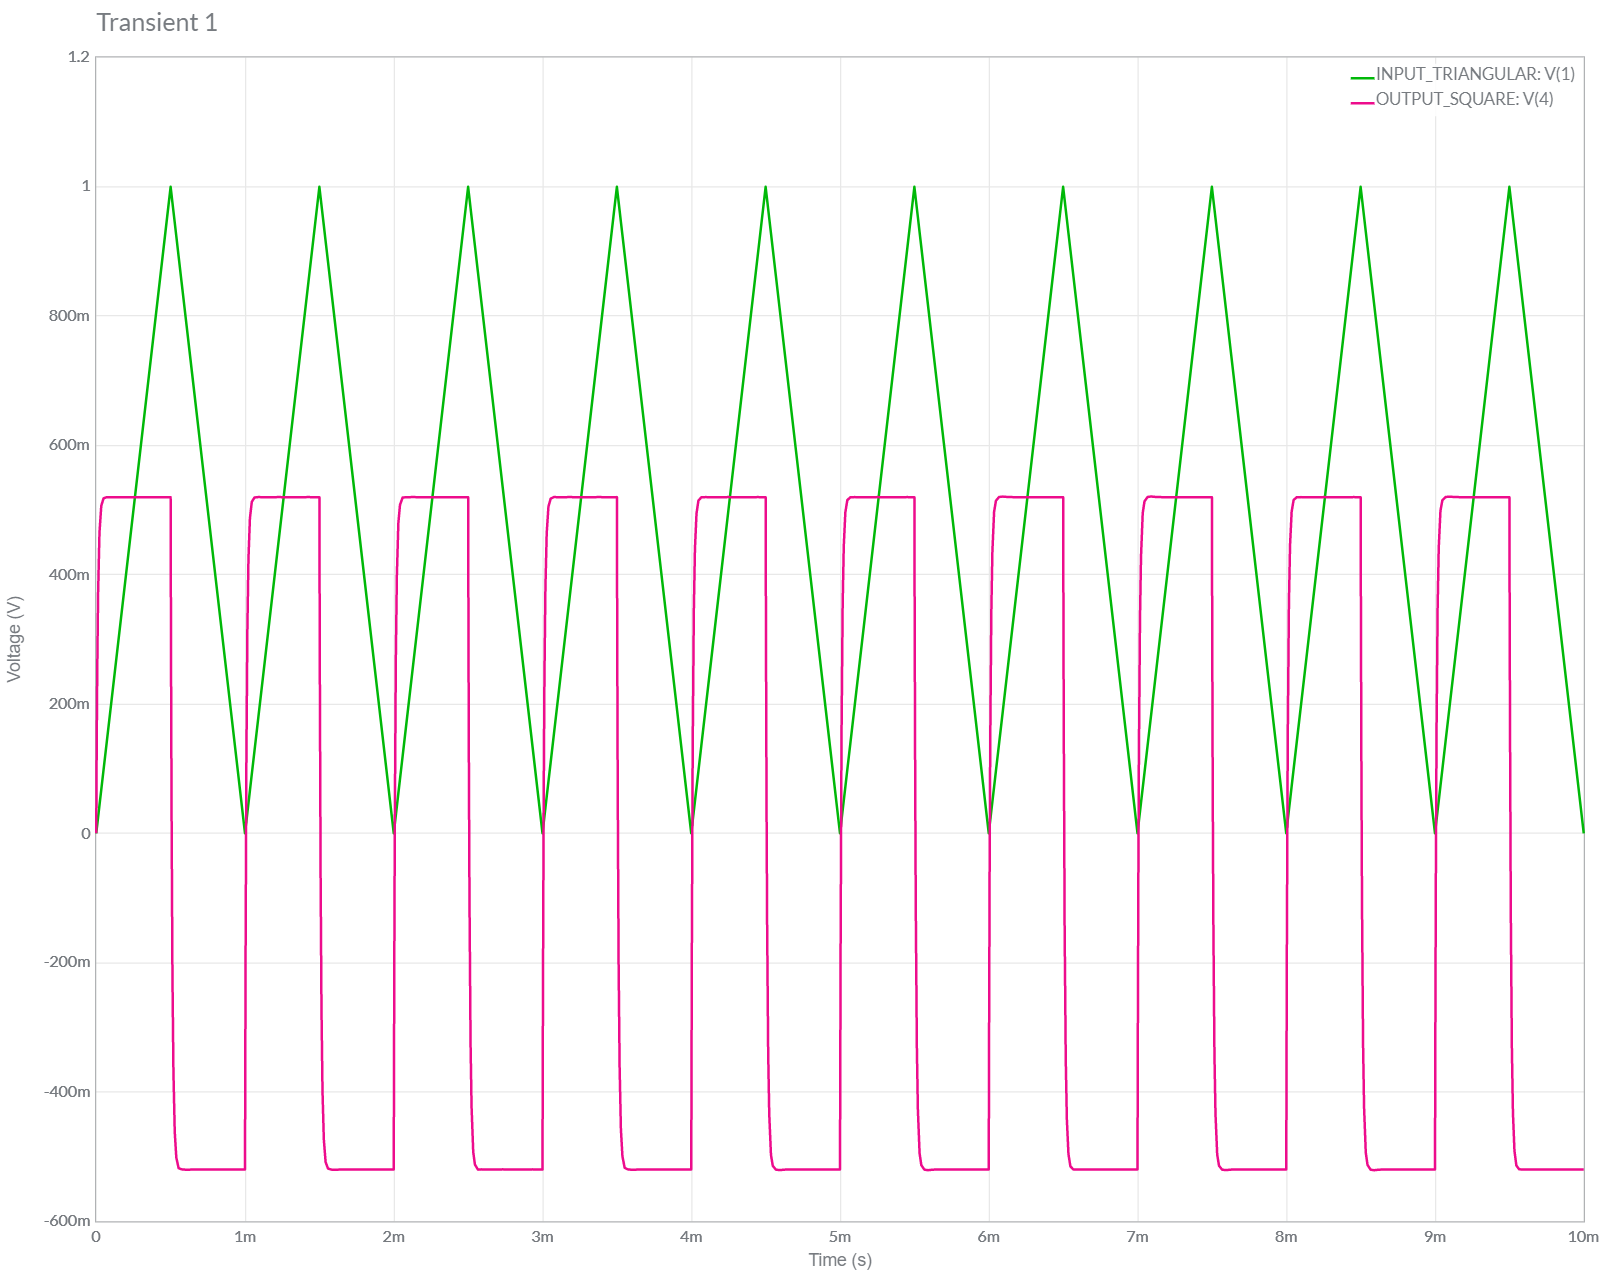 Transient 1
1.2
1
800m
600m
400m
200m
0
-200m
-400m
-600m
Voltage (V)
INPUT_TRIANGULAR: V(1)
OUTPUT_SQUARE: V(4)
0 1m 2m 3m 4m 5m 6m 7m 8m 9m 10m
Time (s)